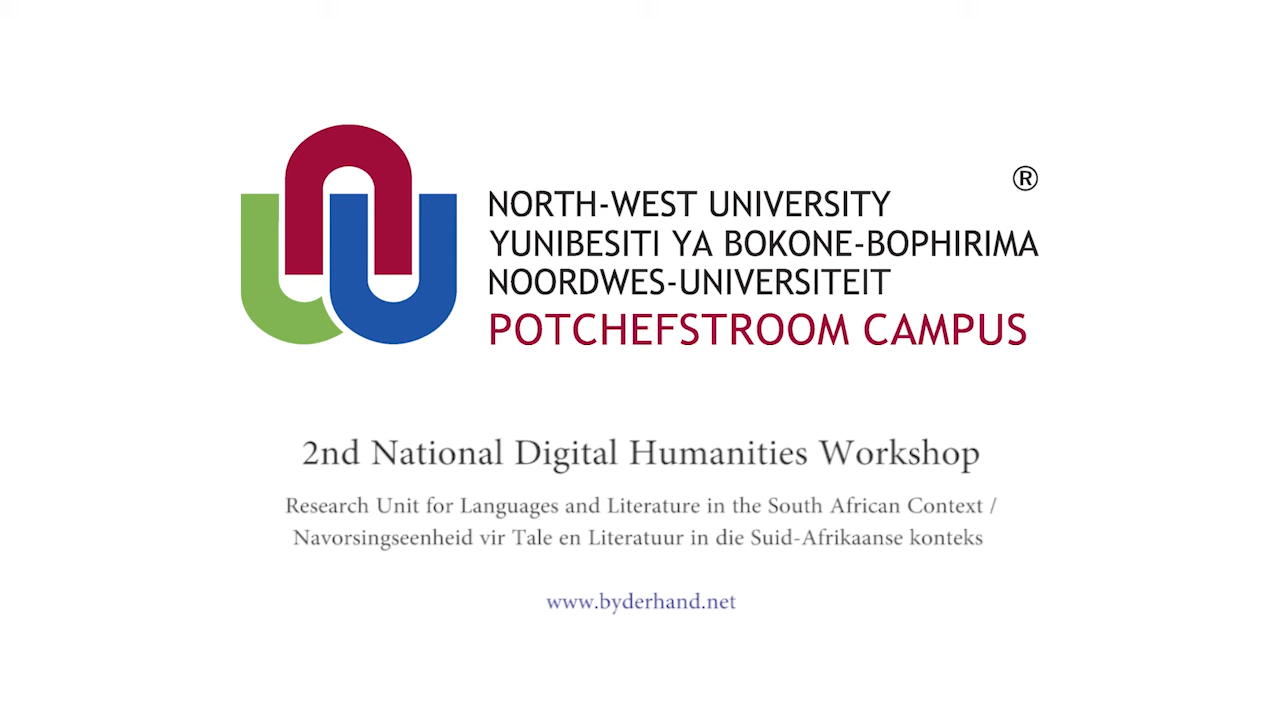 ®
NORTH-WEST UNIVERSITY
YUNIBESITI YA BOKONE-BOPHIRIMA
NOORDWES-UNIVERSITEIT
POTCHEFSTROOM CAMPUS
2nd National Digital Humanities Workshop
Research Unit for Languages and Literature in the South African Context /
Navorsingseenheid vir Tale en Literatuur in die Suid-Afrikaanse konteks
www.byderhand.net